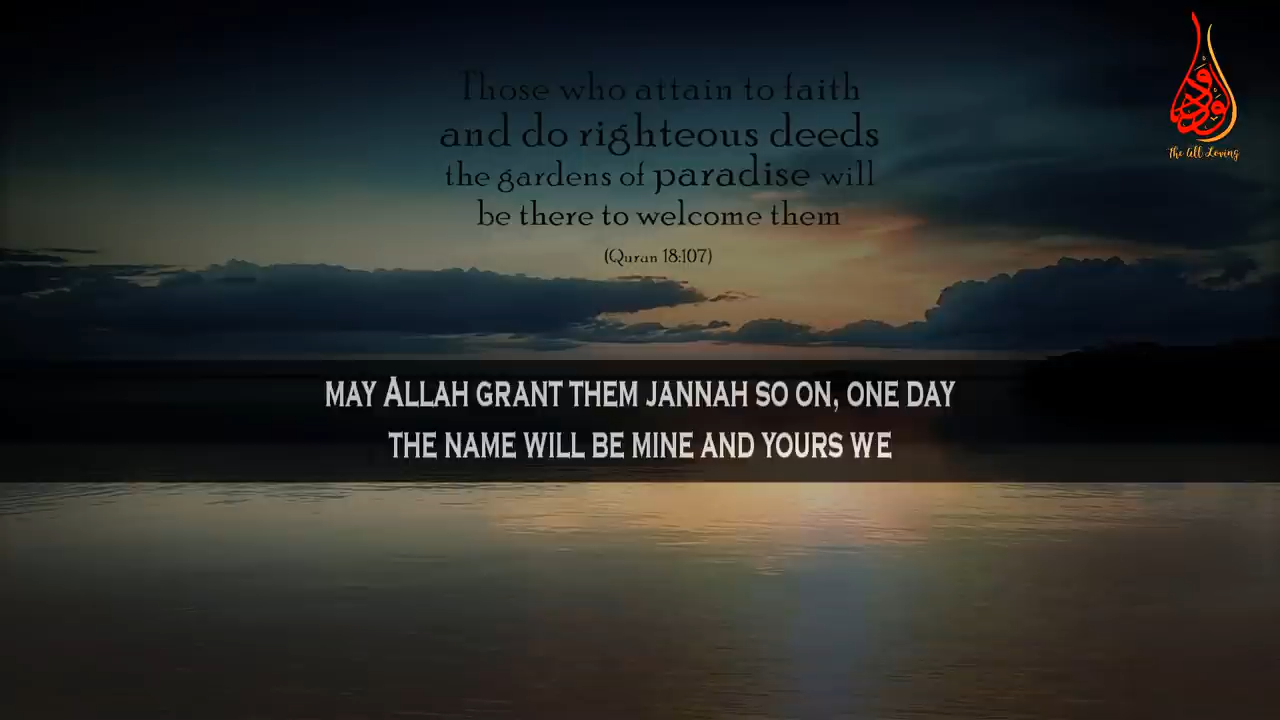 Those who attain to faith
and do righteous deeds
the gardens of paradise will
be there to welcome them
(Quran 18:107)
الودود
The All Loving
MAY ALLAH GRANT THEM JANNAH SO ON, ONE DAY
THE NAME WILL BE MINE AND YOURS WE